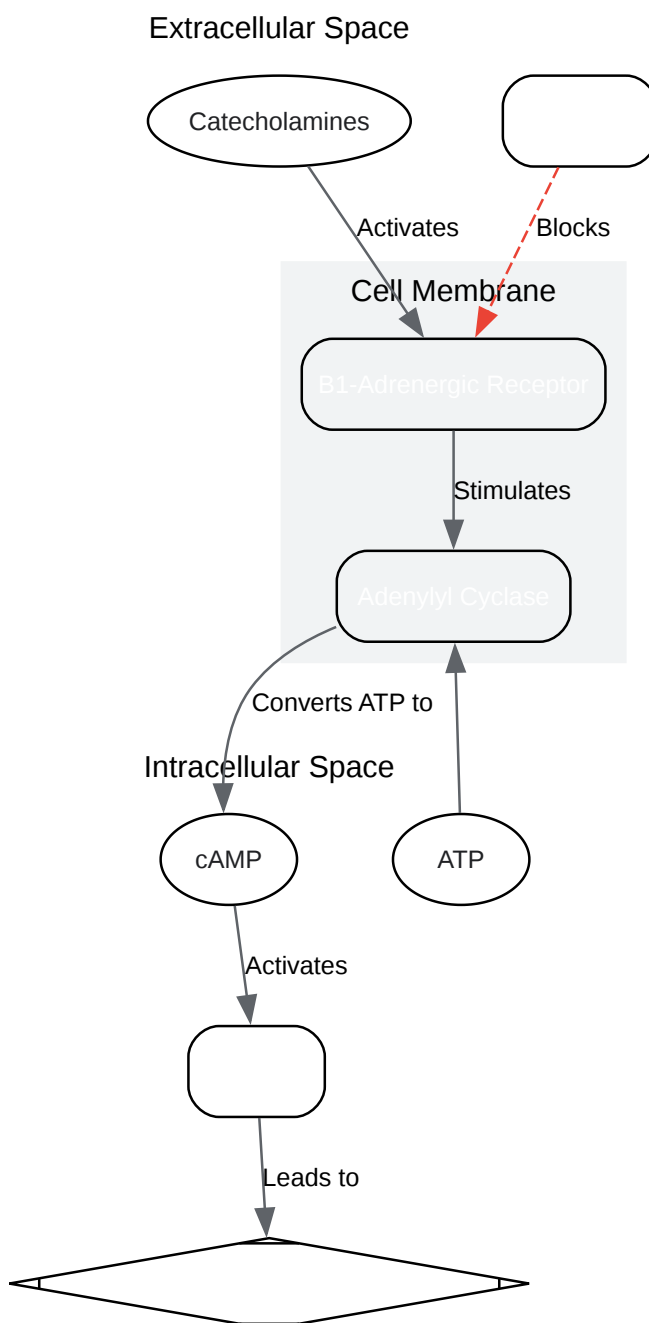 Extracellular Space
Catecholamines
Activates
Blocks
Cell Membrane
B1-Adrenergic Receptor
Stimulates
Adenylyl Cyclase
Converts ATP to
Intracellular Space
cAMP
ATP
Activates
Leads to